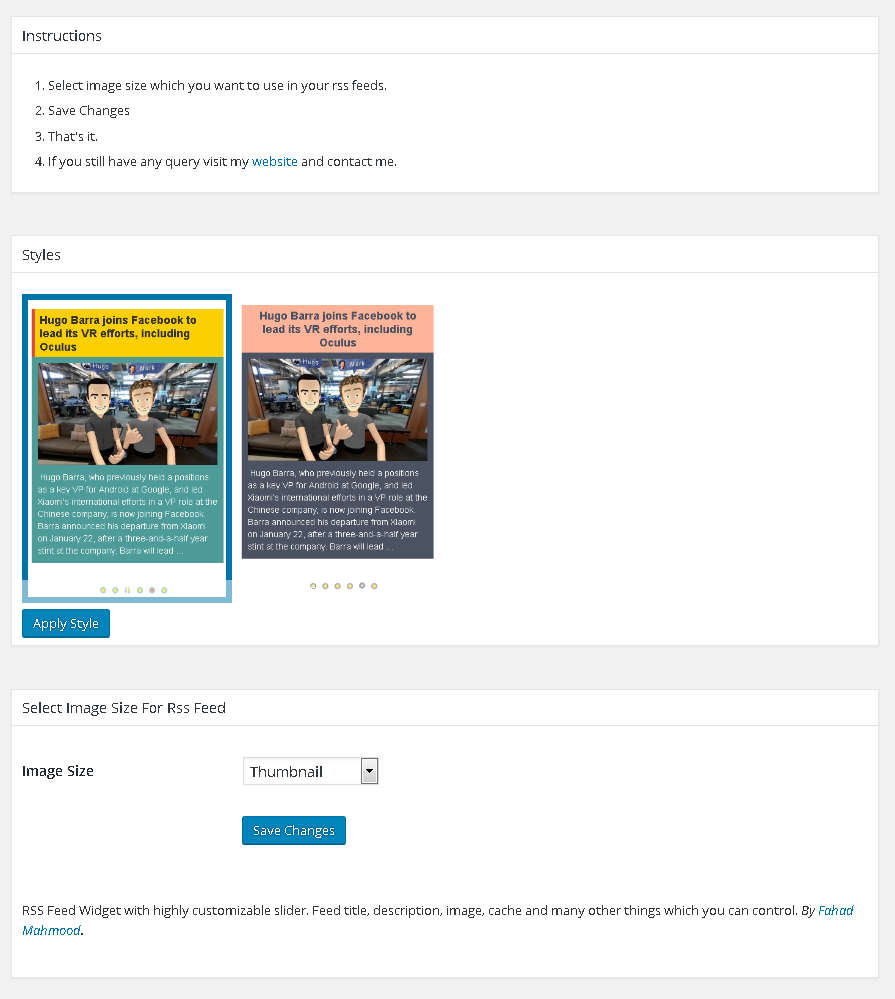 Instructions
1. Select image size which you want to use in your rss feeds.
2. Save Changes
3. That's it.
4. If you still have any query visit my website and contact me.
Styles
Hugo Barra joins Facebook to
lead its VR efforts, including
Oculus
Hugo
Mark
Hugo Barra, who previously held a positions
as a key VP for Android at Google, and led
Xiaomi's international efforts in a VP role at the
Chinese company, is now joining Facebook.
Barra announced his departure from Xiaomi
on January 22, after a three-and-a-half year
stint at the company. Barra will lead ...
Hugo Barra joins Facebook to
lead its VR efforts, including
Oculus
Hugo
Mark
Hugo Barra, who previously held a positions
as a key VP for Android at Google, and led
Xiaomi's international efforts in a VP role at the
Chinese company, is now joining Facebook.
Barra announced his departure from Xiaomi
on January 22, after a three-and-a-half year
stint at the company. Barra will lead ...
Apply Style
Select Image Size For Rss Feed
Image Size
Thumbnail
Save Changes
RSS Feed Widget with highly customizable slider. Feed title, description, image, cache and many other things which you can control. By Fahad
Mahmood.